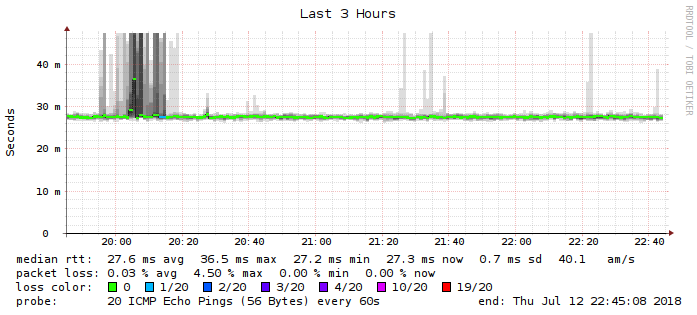 Last 3 Hours
RRDTOOL / TOBI OETIKER
Seconds
40 m
30 m
20 m
10 m
0
20:00 20:20 20:40 21:00 21:20 21:40 22:00 22:20 22:40
median rtt: 27.6 ms avg 36.5 ms max 27.2 ms min 27.3 ms now 0.7 ms sd 40.1 am/s
packet loss: 0.03 % avg 4.50 % max 0.00 % min 0.00 % now
loss color: 0 1/20 2/20 3/20 4/20 10/20 19/20
probe: 20 ICMP Echo Pings (56 Bytes) every 60s end: Thu Jul 12 22:45:08 2018